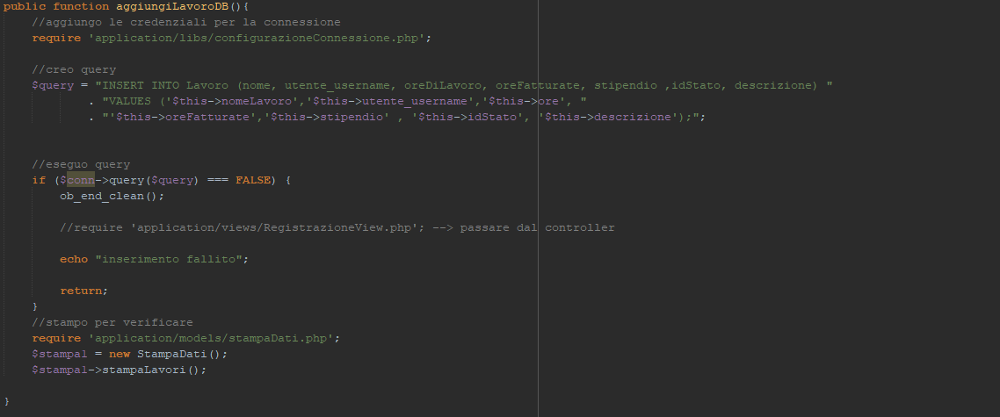 public function aggiungiLavoroDB(){
//aggiungo le credenziali per la connessione
require 'application/libs/configurazioneConnessione.php';
//creo query
$query = "INSERT INTO Lavoro (nome, utente_username, oreDiLavoro, oreFatturate, stipendio ,idStato, descrizione) "
. "VALUES ('$this->nomeLavoro','$this->utente_username','$this->ore', "
. "'$this->oreFatturate','$this->stipendio' , '$this->idStato', '$this->descrizione');";
//eseguo query
if ($conn->query($query) === FALSE) {
ob_end_clean();
//require 'application/views/RegistrazioneView.php'; --> passare dal controller
echo "inserimento fallito";
return;
}
//stampo per verificare
require 'application/models/stampaDati.php';
$stampal = new StampaDati();
$stampal->stampaLavori();
}